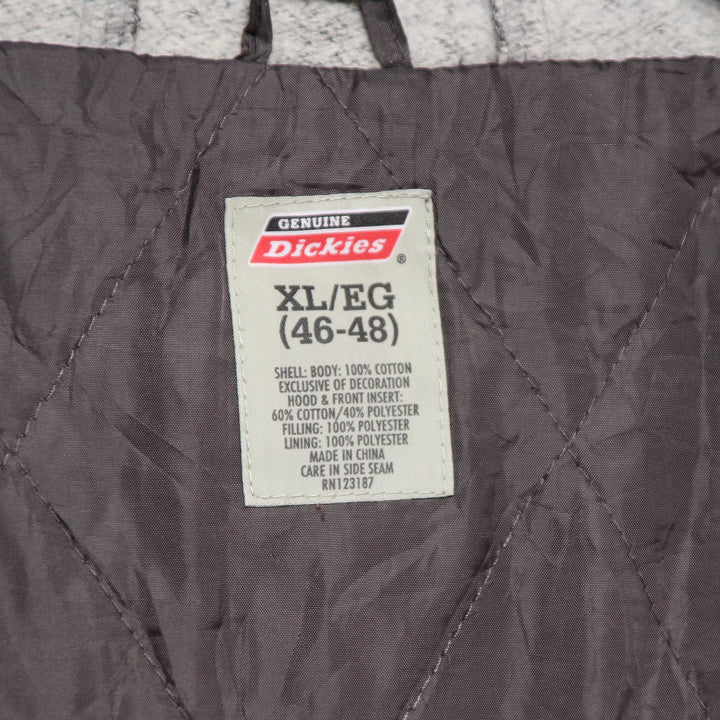 GENUINE
Dickies
®
XL/EG
(46-48)
SHELL: BODY: 100% COTTON
EXCLUSIVE OF DECORATION
HOOD & FRONT INSERT:
60% COTTON/40% POLYESTER
FILLING: 100% POLYESTER
LINING: 100% POLYESTER
MADE IN CHINA
CARE IN SIDE SEAM
RN123187